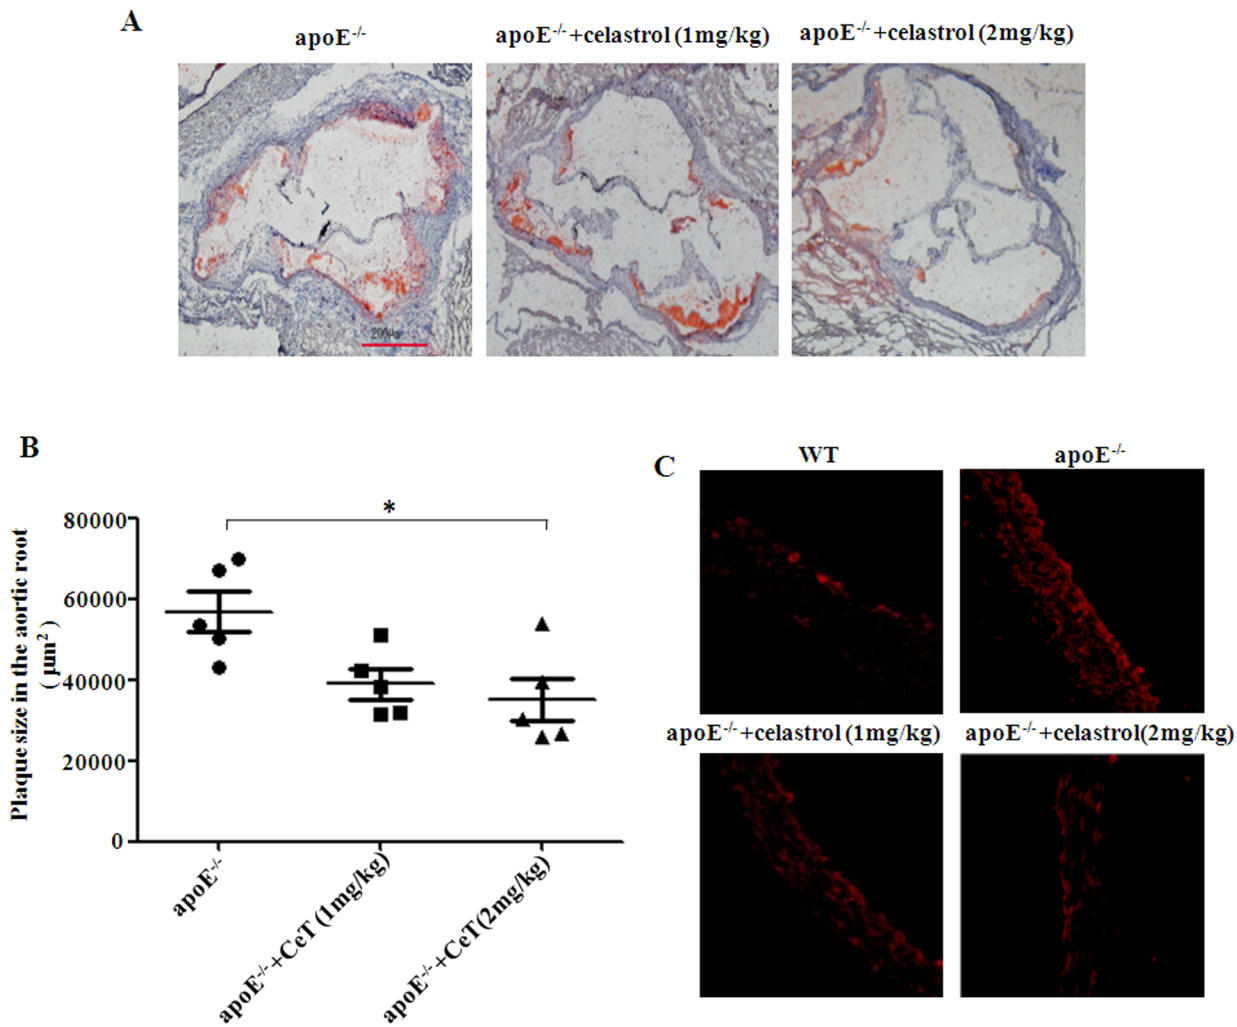 A
apoE-/-
apoE-/-+celastrol (1mg/kg)
apoE-/-+celastrol (2mg/kg)
200μm
B
Plaque size in the aortic root
( μm2 )
80000
60000
40000
20000
0
*
apoE-/-
apoE-/-+CeT (1mg/kg)
apoE-/-+CeT(2mg/kg)
C
WT
apoE-/-
apoE-/-+celastrol (1mg/kg)
apoE-/-+celastrol(2mg/kg)